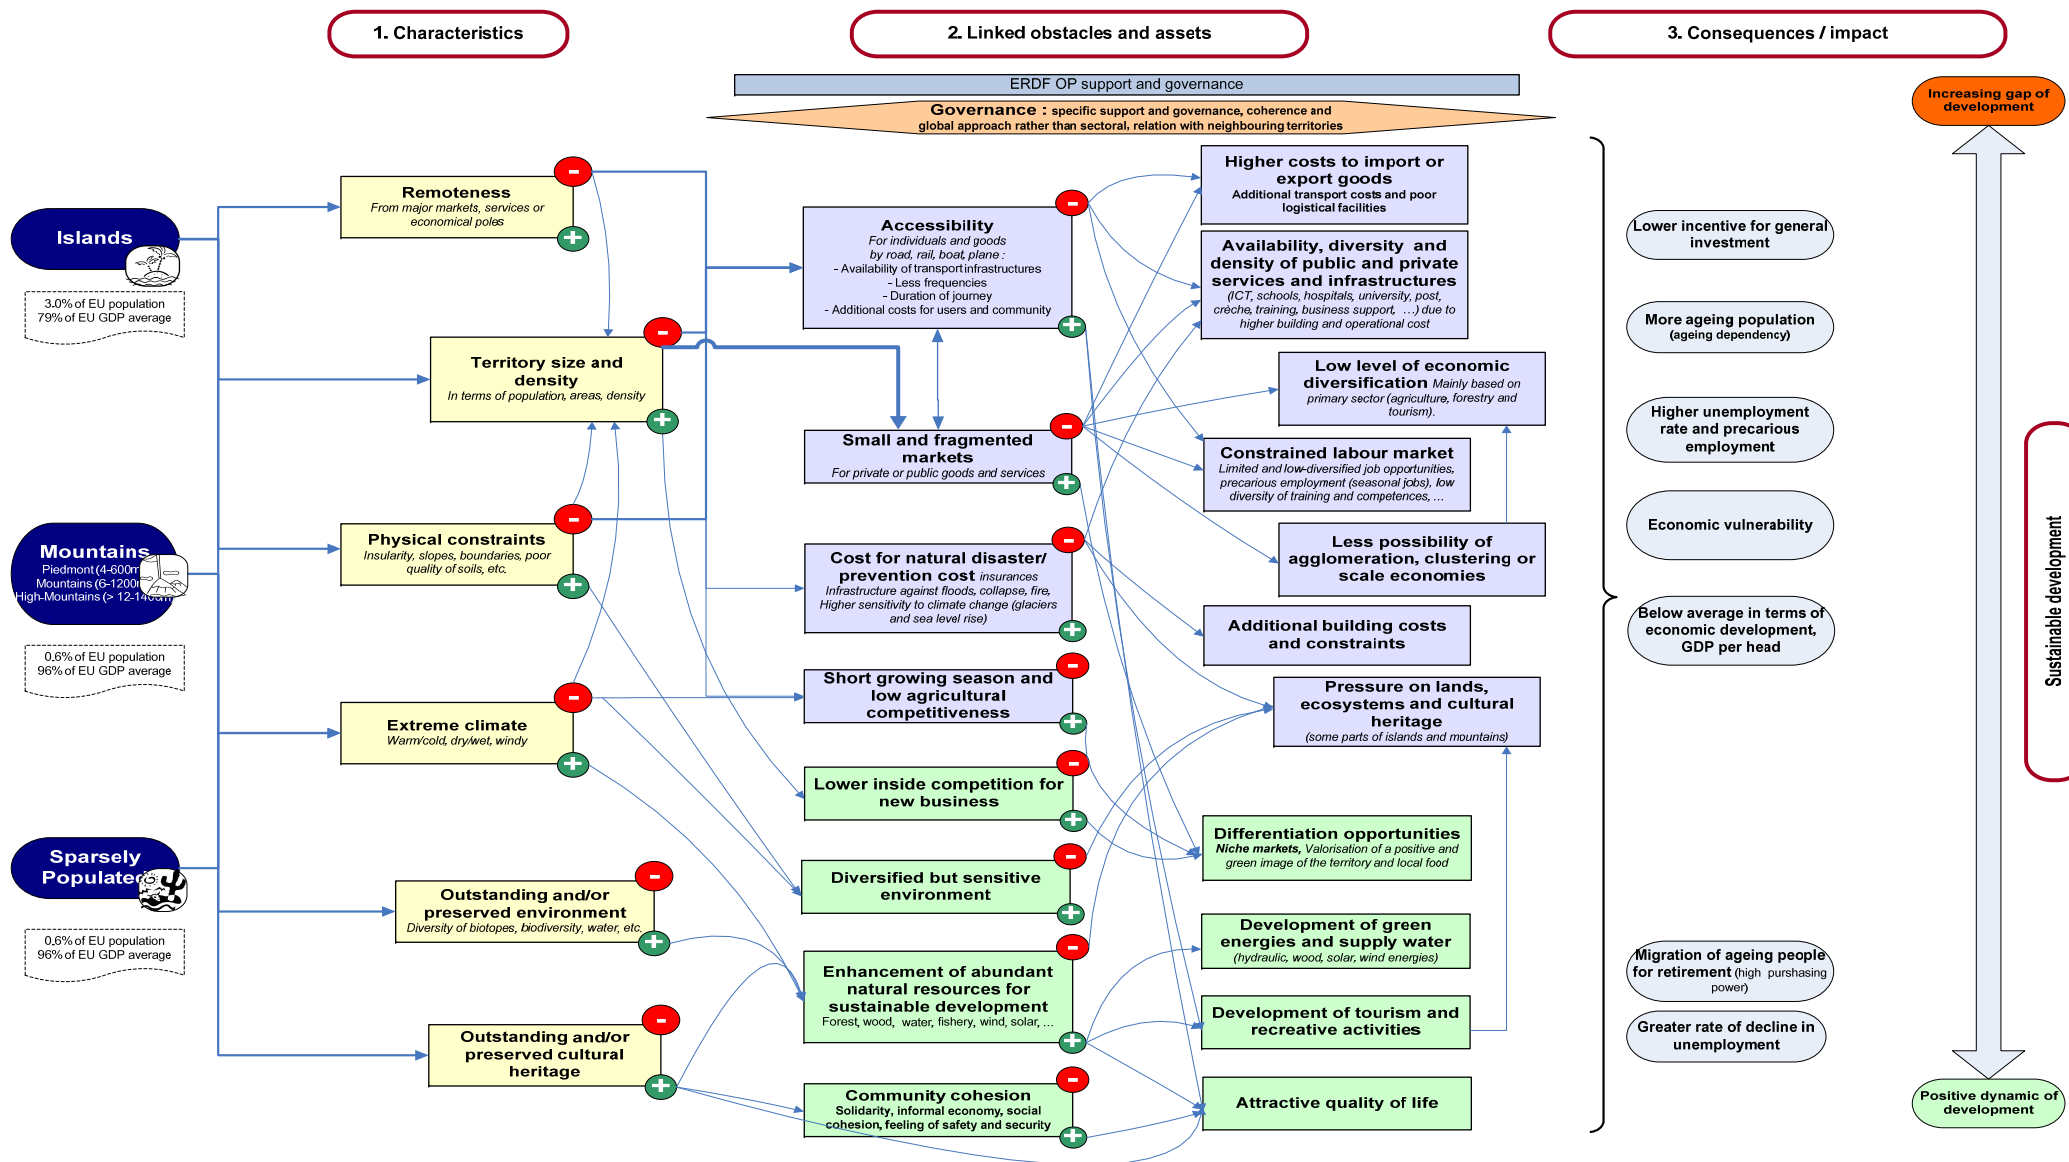 1. Characteristics
2. Linked obstacles and assets
3. Consequences / impact
ERDF OP support and governance
Governance : specific support and governance, coherence and
global approach rather than sectoral, relation with neighbouring territories
Increasing gap of
development
Islands
3.0% of EU population
79% of EU GDP average
Mountains
Piedmont (4-600m
Mountains (6-1200
High-Mountains (> 12-140
0.6% of EU population
96% of EU GDP average
Sparsely
Populated
0.6% of EU population
96% of EU GDP average
Remoteness
From major markets, services or
economical poles
Territory size and
density
In terms of population, areas, density
Physical constraints
Insularity, slopes, boundaries, poor
quality of soils, etc.
Extreme climate
Warm/cold, dry/wet, windy
Outstanding and/or
preserved environment
Diversity of biotopes, biodiversity, water, etc.
Outstanding and/or
preserved cultural
heritage
Accessibility
For individuals and goods
by road, rail, boat, plane :
- Availability of transport infrastructures
- Less frequencies
- Duration of journey
- Additional costs for users and community
Small and fragmented
markets
For private or public goods and services
Cost for natural disaster/
prevention cost insurances
Infrastructure against floods, collapse, fire,
Higher sensitivity to climate change (glaciers
and sea level rise)
Short growing season and
low agricultural
competitiveness
Lower inside competition for
new business
Diversified but sensitive
environment
Enhancement of abundant
natural resources for
sustainable development
Forest, wood, water, fishery, wind, solar, ...
Community cohesion
Solidarity, informal economy, social
cohesion, feeling of safety and security
Higher costs to import or
export goods
Additional transport costs and poor
logistical facilities
Availability, diversity and
density of public and private
services and infrastructures
(ICT, schools, hospitals, university, post,
crèche, training, business support, ...) due to
higher building and operational cost
Low level of economic
diversification Mainly based on
primary sector (agriculture, forestry and
tourism).
Constrained labour market
Limited and low-diversified job opportunities,
precarious employment (seasonal jobs), low
diversity of training and competences, ...
Less possibility of
agglomeration, clustering or
scale economies
Additional building costs
and constraints
Pressure on lands,
ecosystems and cultural
heritage
(some parts of islands and mountains)
Differentiation opportunities
Niche markets, Valorisation of a positive and
green image of the territory and local food
Development of green
energies and supply water
(hydraulic, wood, solar, wind energies)
Development of tourism and
recreative activities
Attractive quality of life
Lower incentive for general
investment
More ageing population
(ageing dependency)
Higher unemployment
rate and precarious
employment
Economic vulnerability
Below average in terms of
economic development,
GDP per head
Migration of ageing people
for retirement (high purshasing
power)
Greater rate of decline in
unemployment
Sustainable development
Positive dynamic of
development